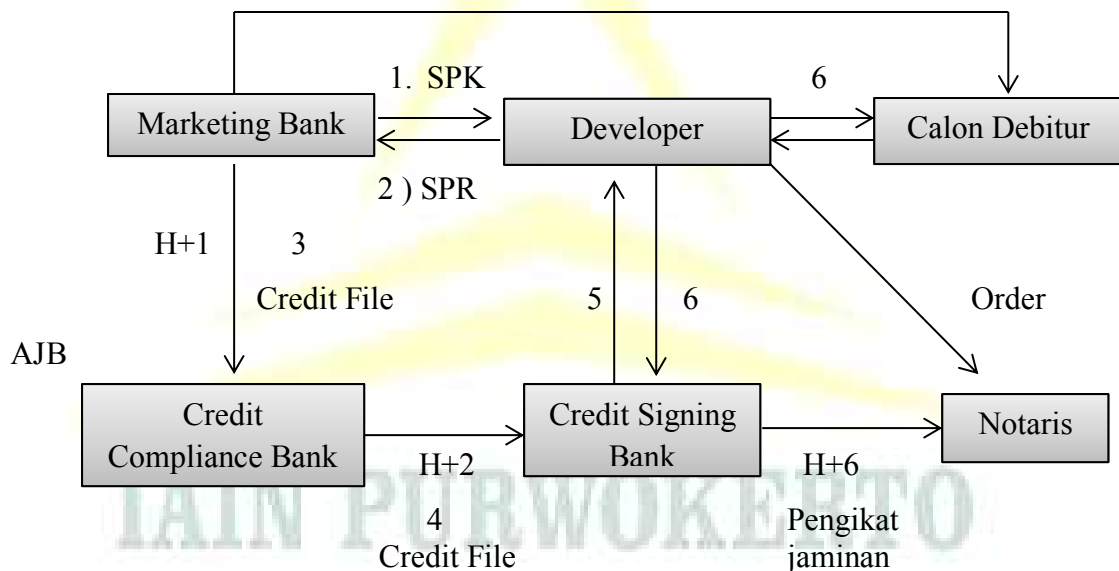 1. SPK
6
Marketing Bank
Developer
Calon Debitur
2 ) SPR
H+1
3
Credit File
5
6
Order
AJB
Credit
Compliance Bank
Credit Signing
Bank
Notaris
H+2
H+6
4
Credit File
Pengikat
jaminan
IAIN PURWOKERTO